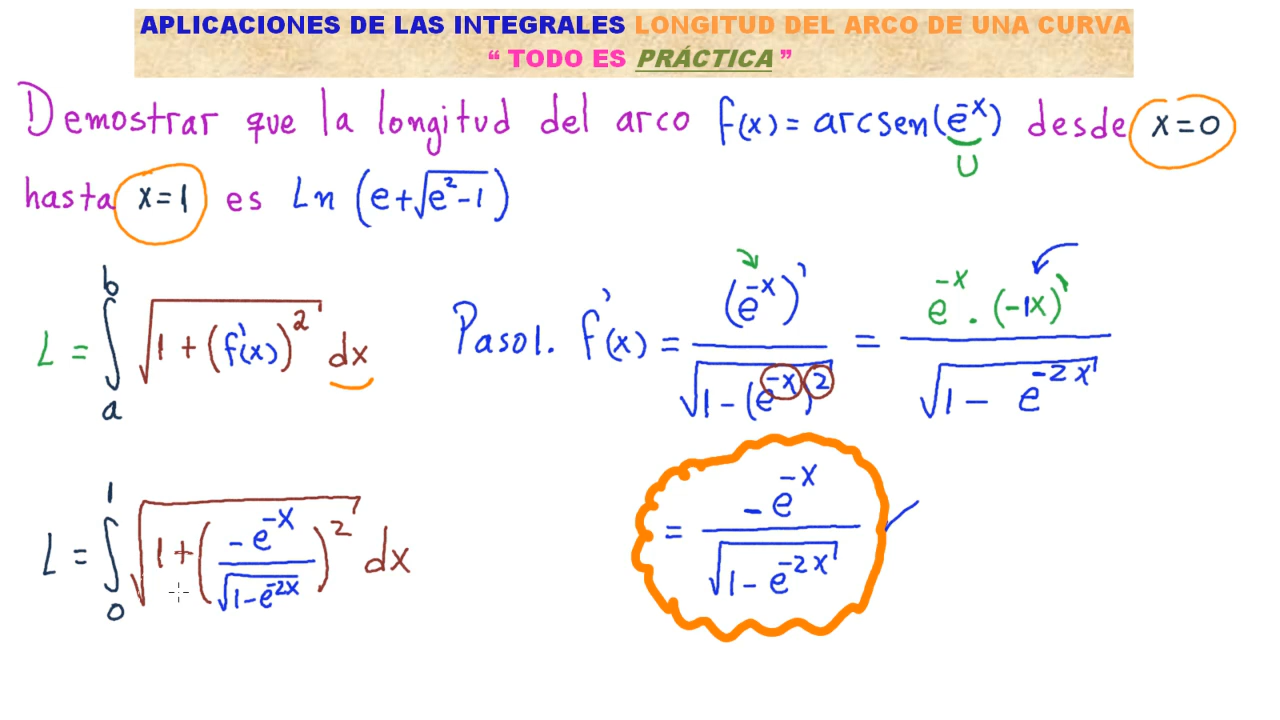 APLICACIONES DE LAS INTEGRALES LONGITUD DEL ARCO DE UNA CURVA
“ TODO ES PRÁCTICA ”
Demostrar que la longitud del arco f(x) = arcsen(e^-x) desde x=0
U
hasta x=1 es Ln (e+√(e²-1))
L = ∫_a^b √(1 + (f'(x))²) dx
Paso1. f'(x) = (e^-x)' / √(1-(e^-x)²) = e^-x . (-1x)' / √(1 - e^-2x)
= -e^-x / √(1-e^-2x) ✓
L = ∫_0^1 √(1+(-e^-x / √(1-e^-2x))²) dx